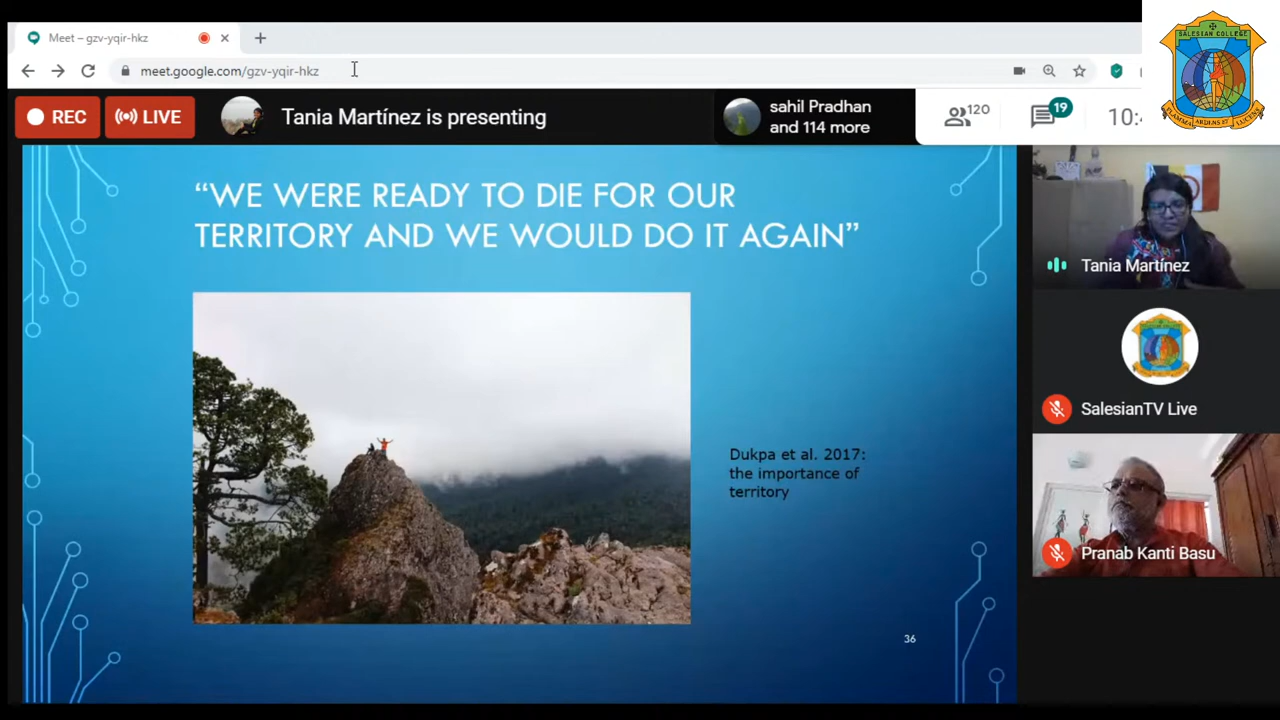 Meet – gzv-yqir-hkz
meet.google.com/gzv-yqir-hkz
REC
LIVE
Tania Martínez is presenting
sahil Pradhan
and 114 more
120
19
SALESIAN COLLEGE
“WE WERE READY TO DIE FOR OUR
TERRITORY AND WE WOULD DO IT AGAIN”
Dukpa et al. 2017:
the importance of
territory
36
Tania Martínez
SalesianTV Live
Pranab Kanti Basu